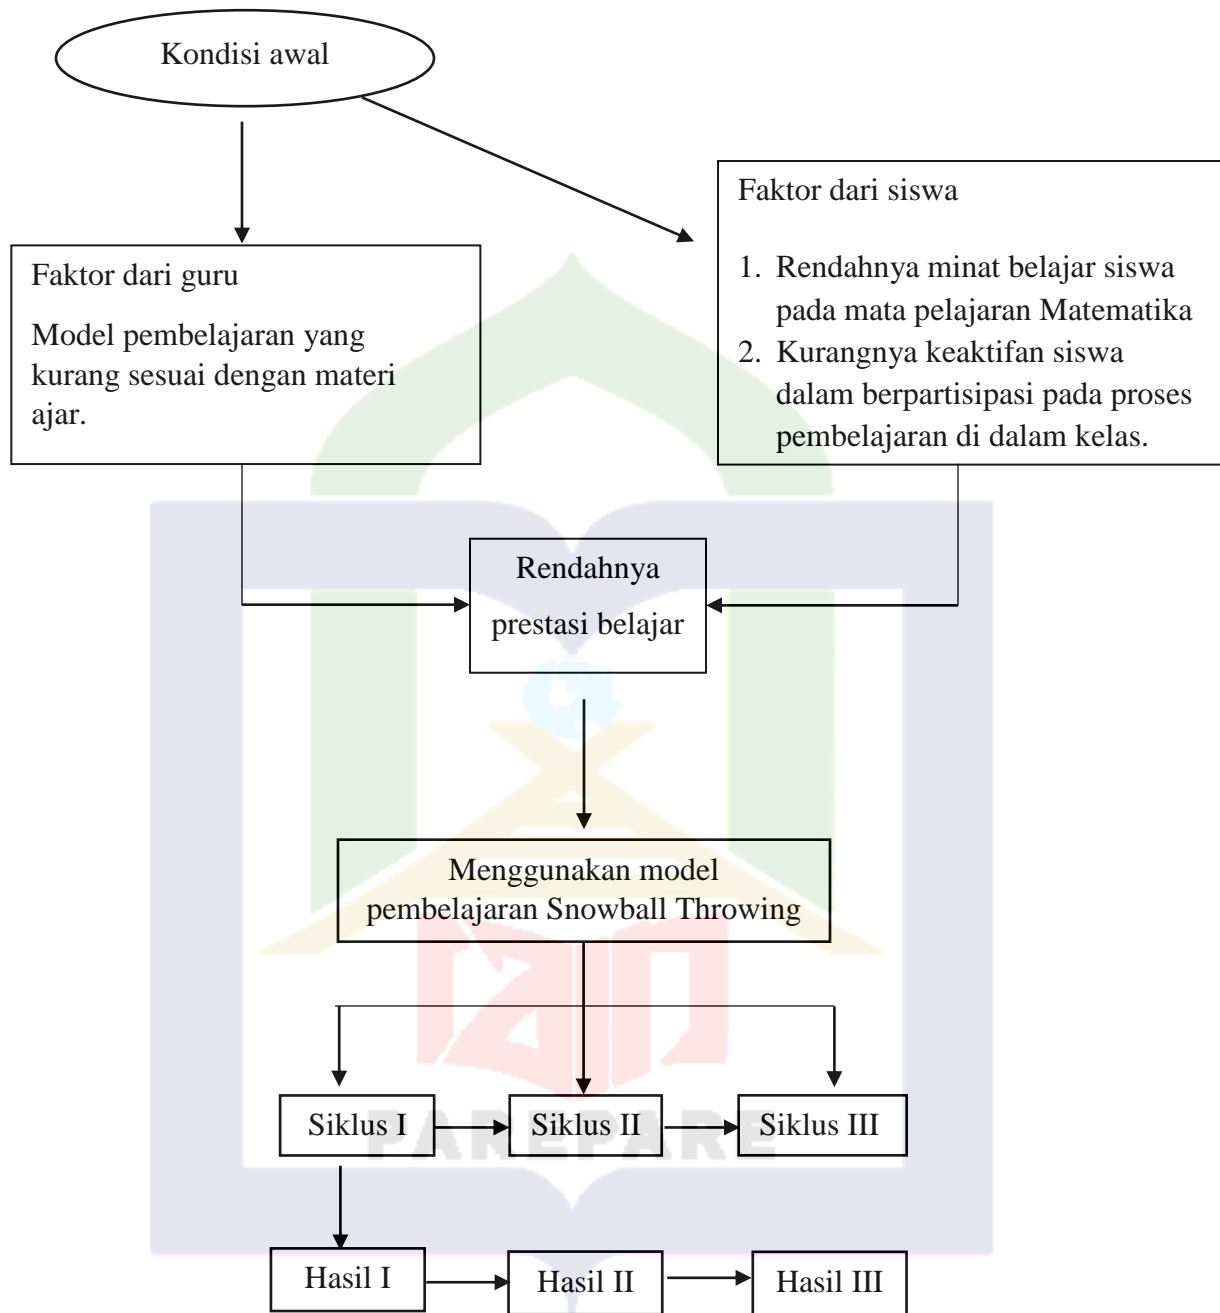 Kondisi awal
Faktor dari guru
Model pembelajaran yang
kurang sesuai dengan materi
ajar.
Faktor dari siswa
1. Rendahnya minat belajar siswa
pada mata pelajaran Matematika
2. Kurangnya keaktifan siswa
dalam berpartisipasi pada proses
pembelajaran di dalam kelas.
Rendahnya
prestasi belajar
Menggunakan model
pembelajaran Snowball Throwing
Siklus I
Siklus II
Siklus III
PAREPARE
Hasil I
Hasil II
Hasil III